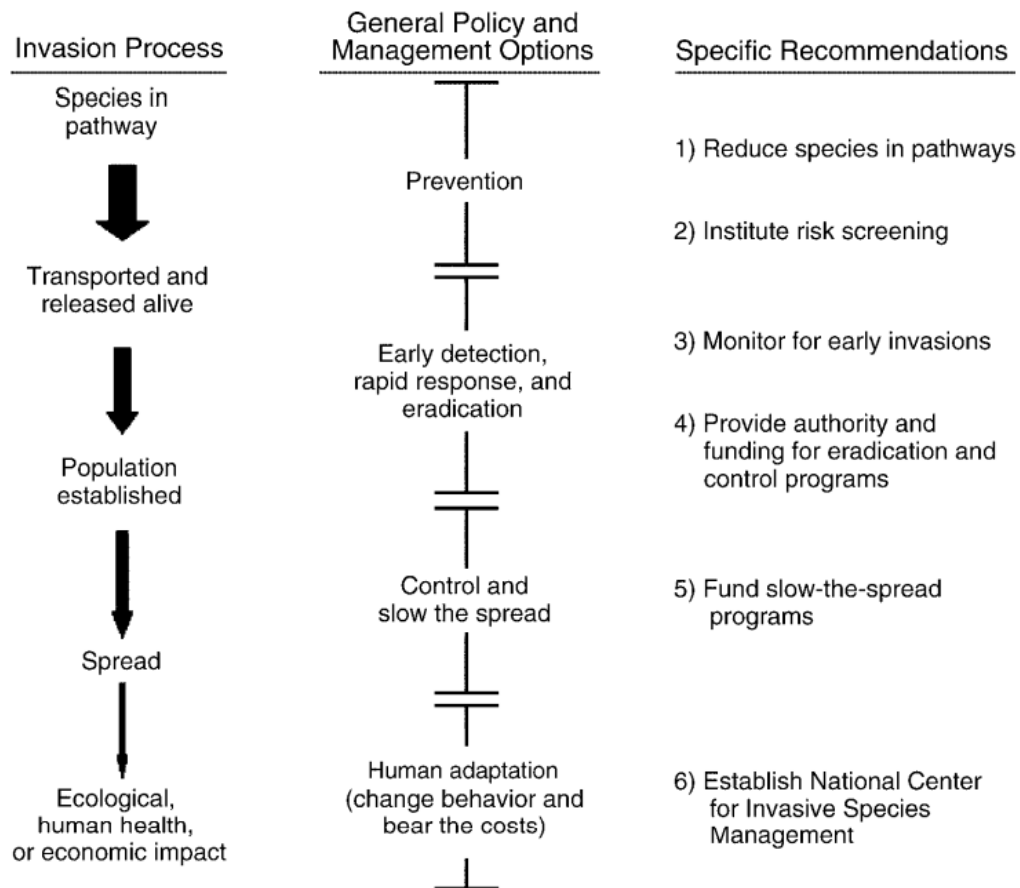 Invasion Process
Species in
pathway
Transported and
released alive
Population
established
Spread
Ecological,
human health,
or economic impact
General Policy and
Management Options
Prevention
Early detection,
rapid response, and
eradication
Control and
slow the spread
Human adaptation
(change behavior and
bear the costs)
Specific Recommendations
1) Reduce species in pathways
2) Institute risk screening
3) Monitor for early invasions
4) Provide authority and
funding for eradication and
control programs
5) Fund slow-the-spread
programs
6) Establish National Center
for Invasive Species
Management